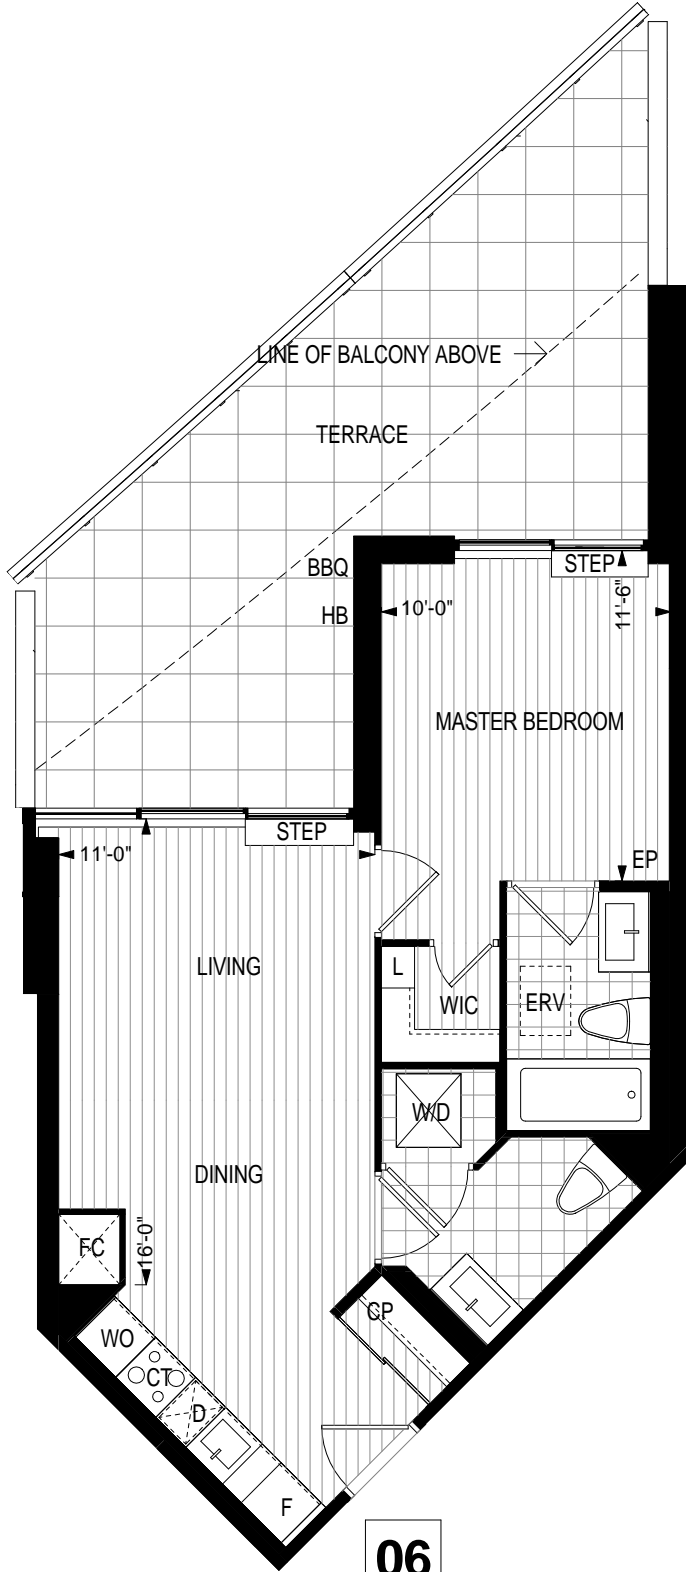 LINE OF BALCONY ABOVE
TERRACE
BBQ
STEP
HB
10'-0"
11'-6"
MASTER BEDROOM
STEP
11'-0"
EP
LIVING
L
WIC
ERV
W/D
DINING
FC
16'-0"
CP
WO
CT
D
F
06